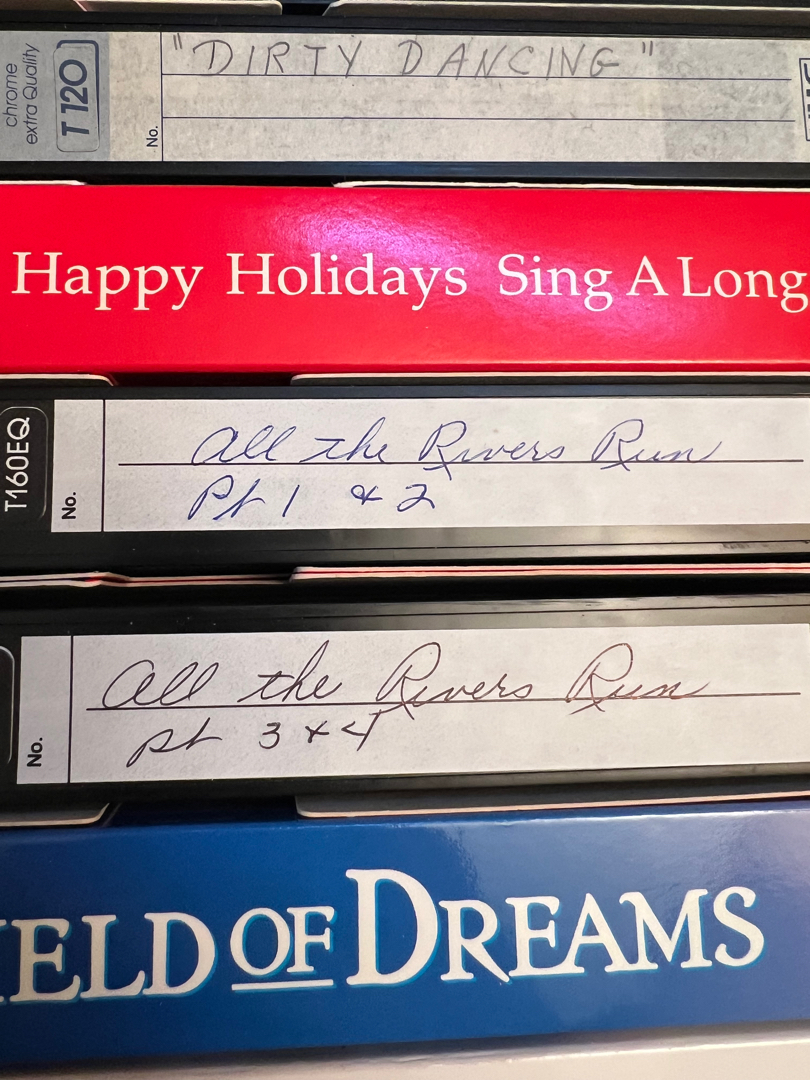 chrome
extra Quality
T 120
No.
"DIRTY DANCING"
Happy Holidays Sing A Long
T160EQ
No.
All the Rivers Run
Pt 1 & 2
No.
All the Rivers Run
pt 3 & 4
IELD OF DREAMS